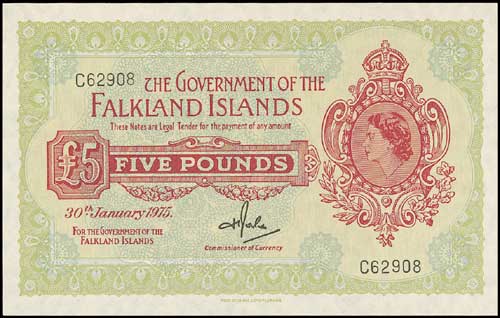 C62908
THE GOVERNMENT OF THE
FALKLAND ISLANDS
These Notes are Legal Tender for the payment of any amount
£5
FIVE POUNDS
30th January 1975.
FOR THE GOVERNMENT OF THE
FALKLAND ISLANDS
Commissioner of Currency
C62908